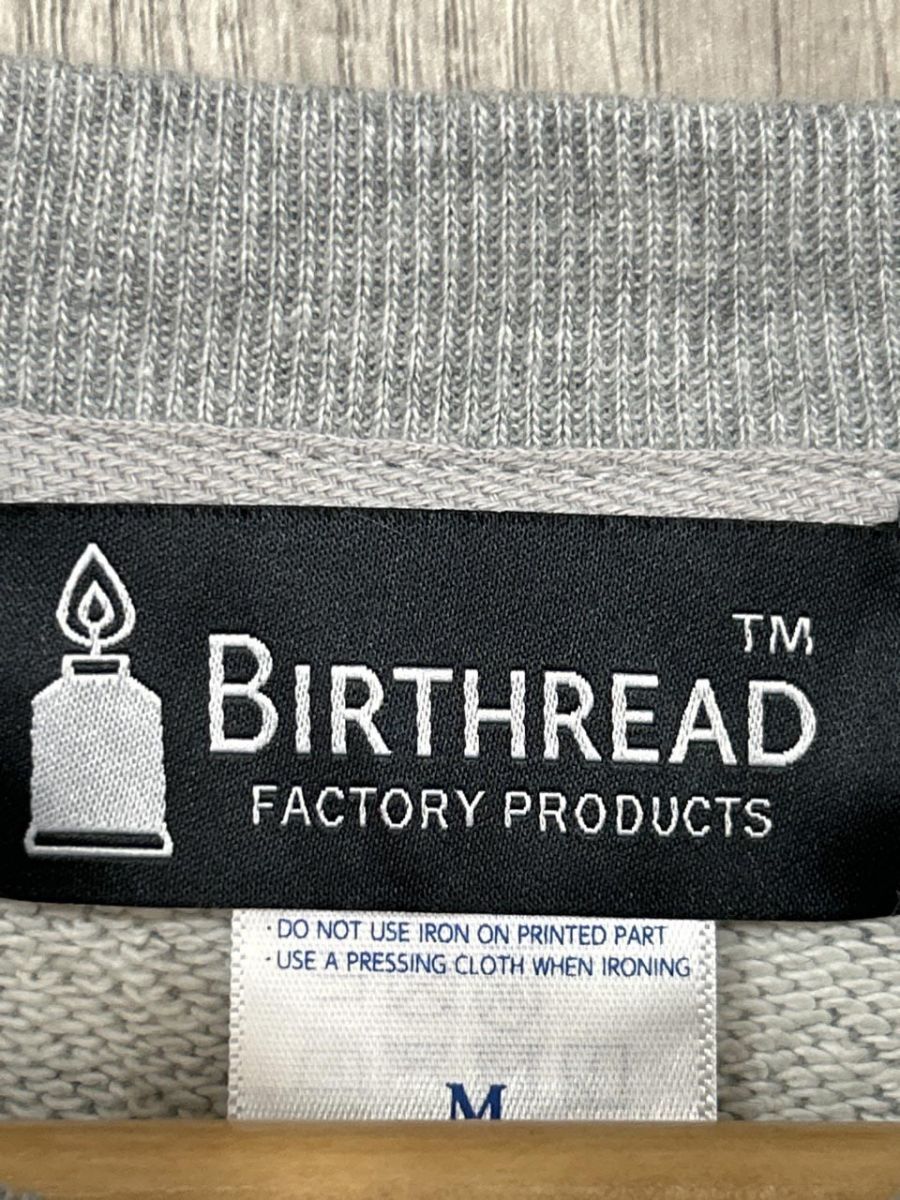 TM
BIRTHREAD
FACTORY PRODUCTS
· DO NOT USE IRON ON PRINTED PART
· USE A PRESSING CLOTH WHEN IRONING
M